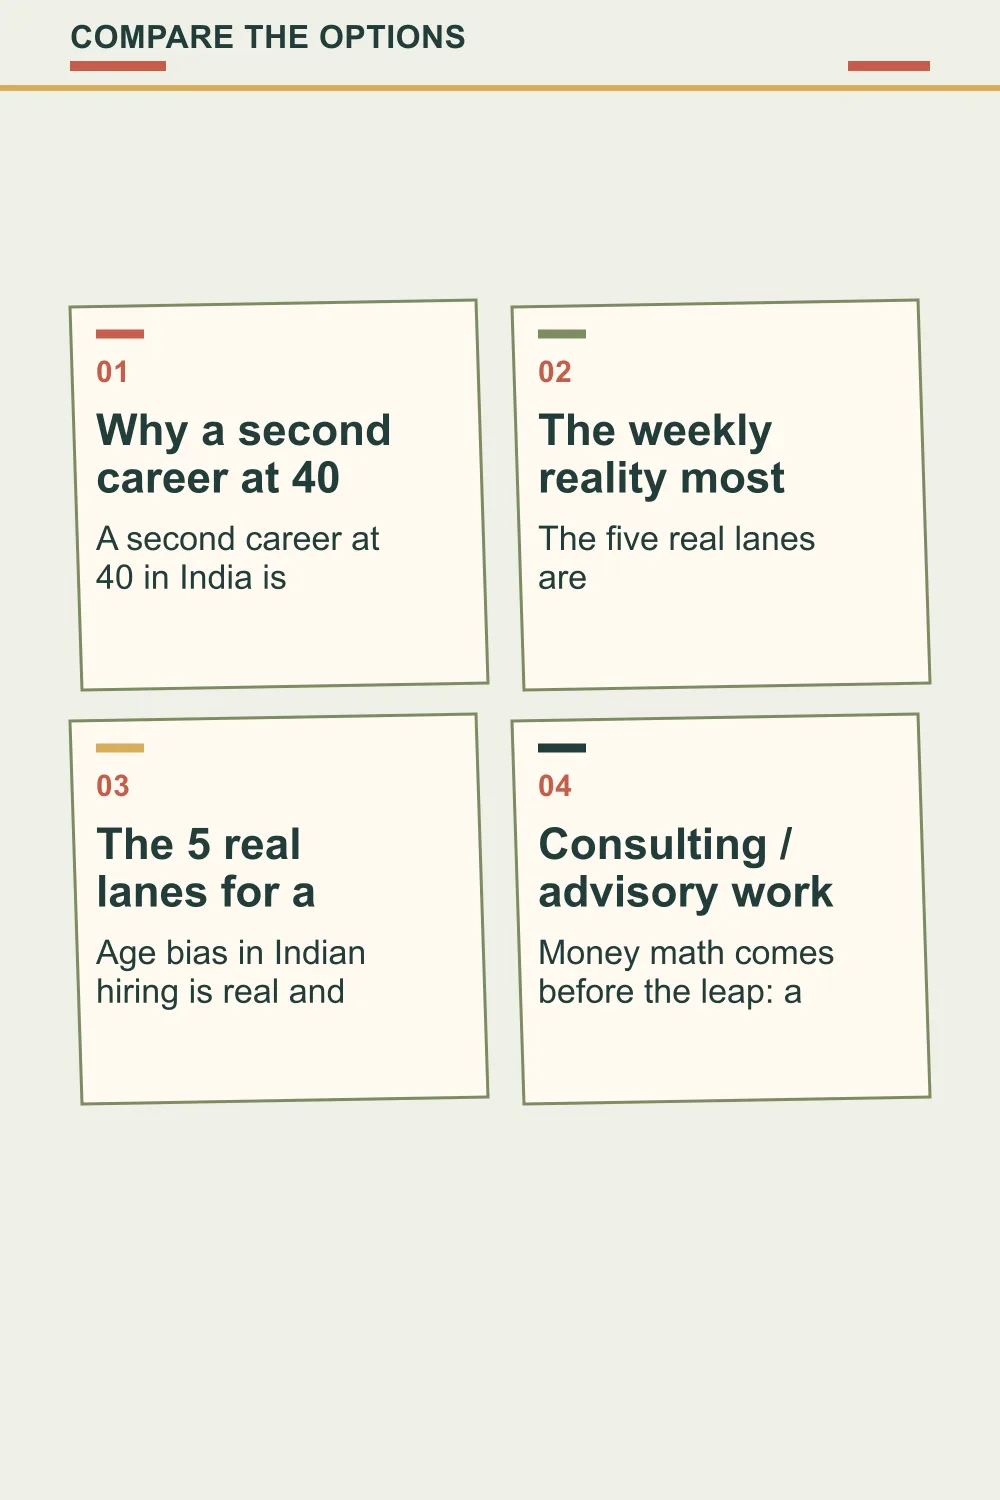 COMPARE THE OPTIONS
01
Why a second
career at 40
A second career at
40 in India is
02
The weekly
reality most
The five real lanes
are
03
The 5 real
lanes for a
Age bias in Indian
hiring is real and
04
Consulting /
advisory work
Money math comes
before the leap: a